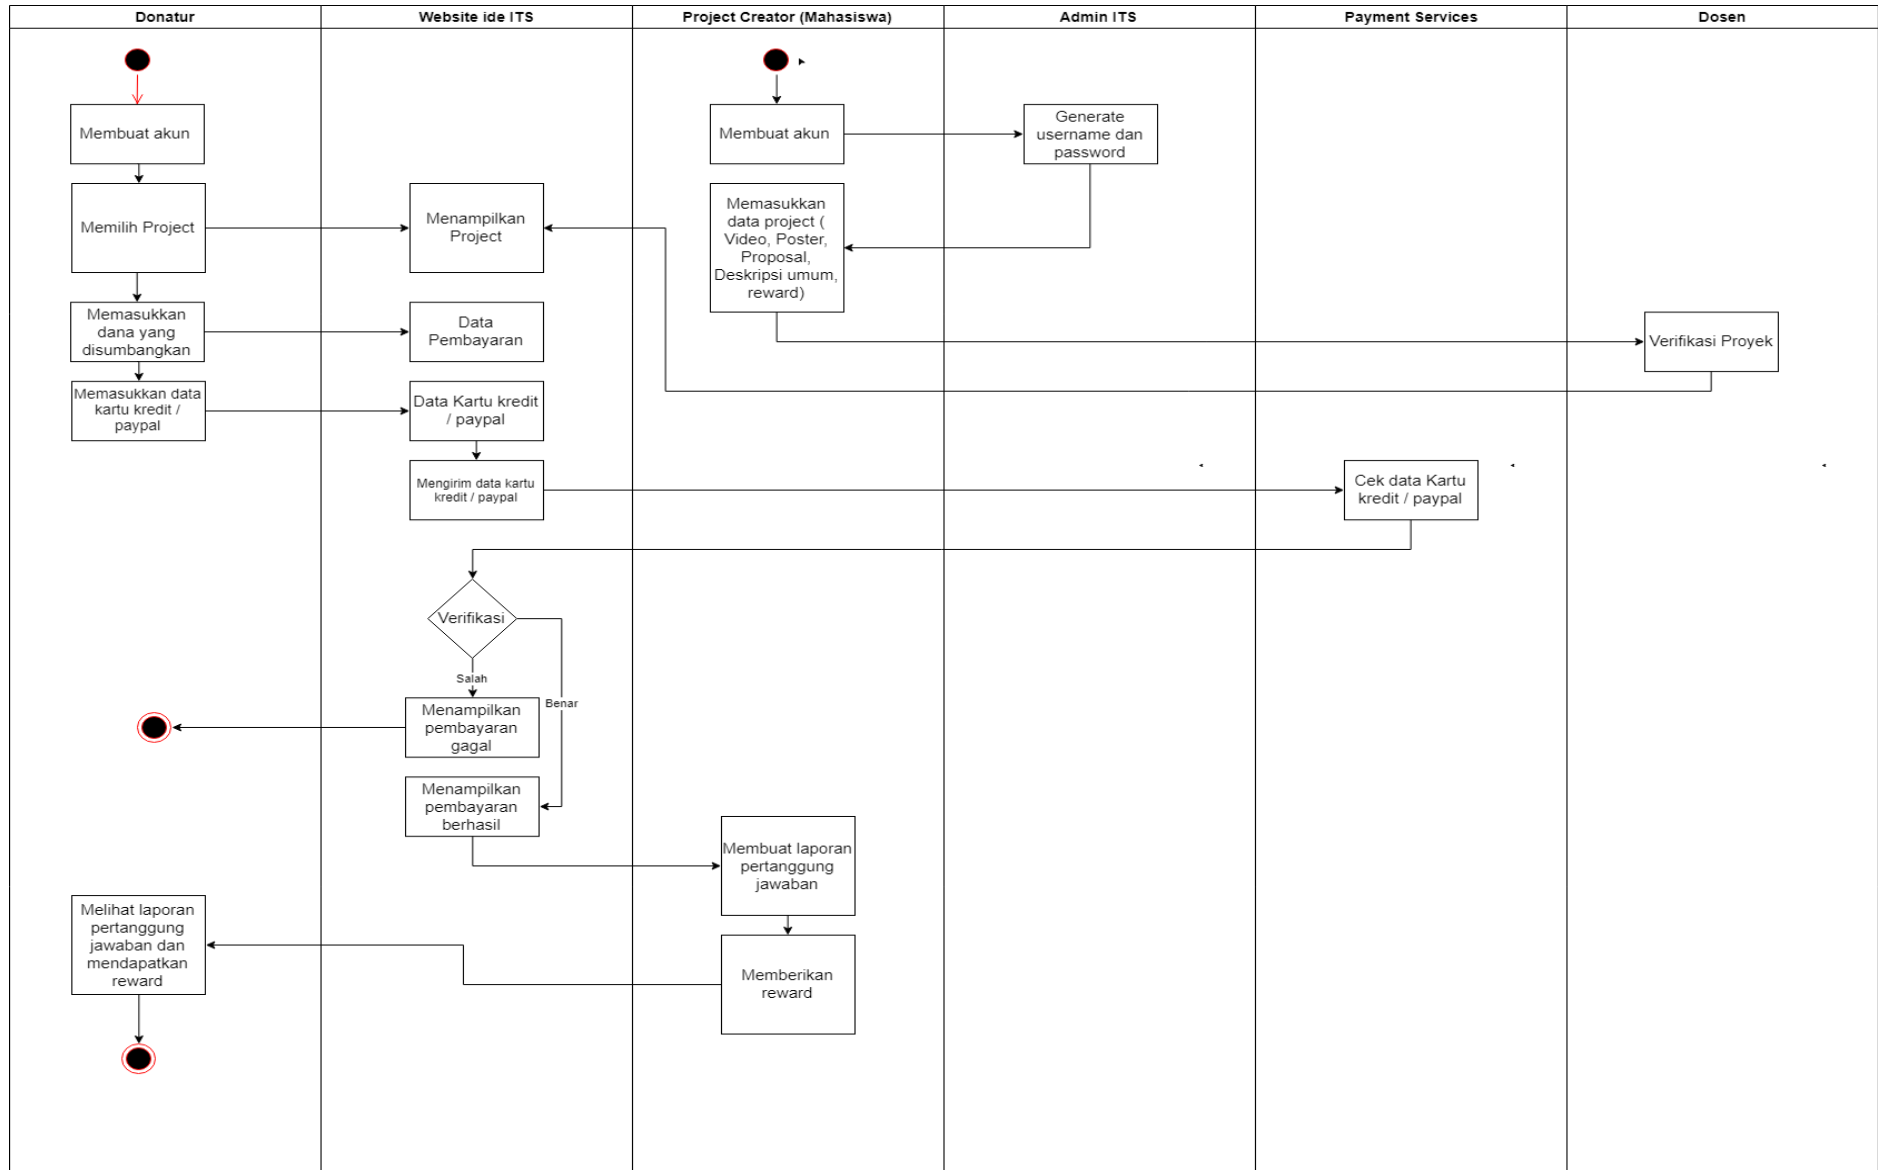 Donatur
Website ide ITS
Project Creator (Mahasiswa)
Admin ITS
Payment Services
Dosen
Membuat akun
Membuat akun
Generate
username dan
password
Memilih Project
Menampilkan
Project
Memasukkan
data project (
Video, Poster,
Proposal,
Deskripsi umum,
reward)
Memasukkan
dana yang
disumbangkan
Data
Pembayaran
Verifikasi Proyek
Memasukkan data
kartu kredit /
paypal
Data Kartu kredit
/ paypal
Mengirim data kartu
kredit / paypal
Cek data Kartu
kredit / paypal
Verifikasi
Salah
Benar
Menampilkan
pembayaran
gagal
Menampilkan
pembayaran
berhasil
Membuat laporan
pertanggung
jawaban
Melihat laporan
pertanggung
jawaban dan
mendapatkan
reward
Memberikan
reward